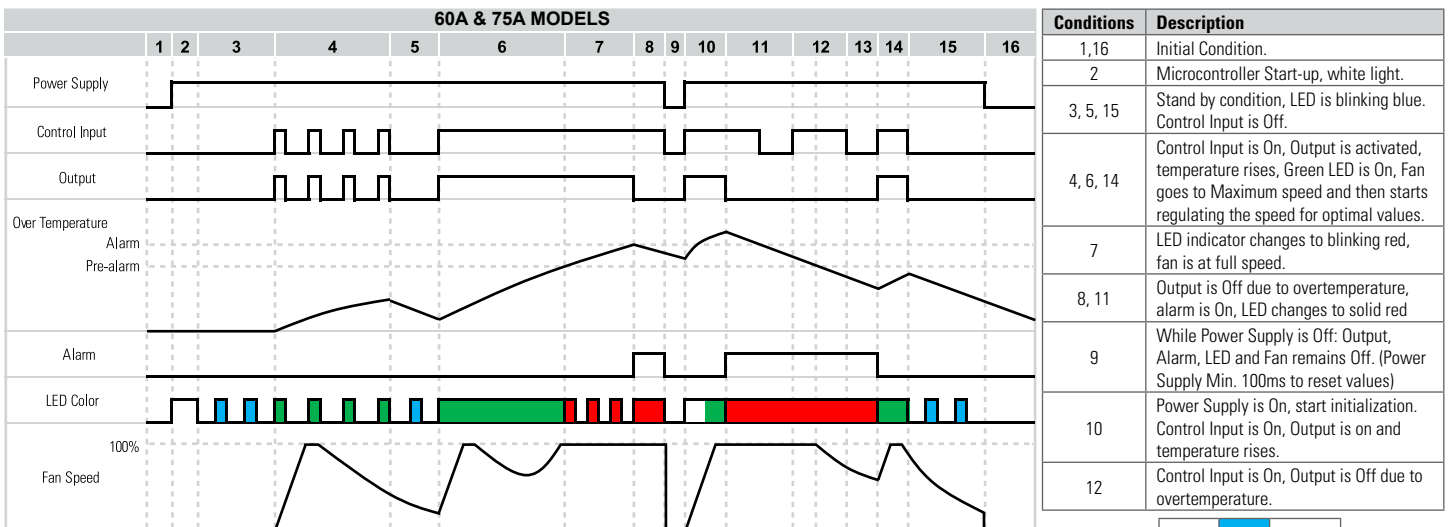 60A & 75A MODELS
1 2 3 4 5 6 7 8 9 10 11 12 13 14 15 16
Power Supply
Control Input
Output
Over Temperature
Alarm
Pre-alarm
Alarm
LED Color
100%
Fan Speed
Conditions Description
1,16 Initial Condition.
2 Microcontroller Start-up, white light.
3, 5, 15 Stand by condition, LED is blinking blue.
Control Input is Off.
4, 6, 14 Control Input is On, Output is activated,
temperature rises, Green LED is On, Fan
goes to Maximum speed and then starts
regulating the speed for optimal values.
7 LED indicator changes to blinking red,
fan is at full speed.
8, 11 Output is Off due to overtemperature,
alarm is On, LED changes to solid red
9 While Power Supply is Off: Output,
Alarm, LED and Fan remains Off. (Power
Supply Min. 100ms to reset values)
10 Power Supply is On, start initialization.
Control Input is On, Output is on and
temperature rises.
12 Control Input is On, Output is Off due to
overtemperature.